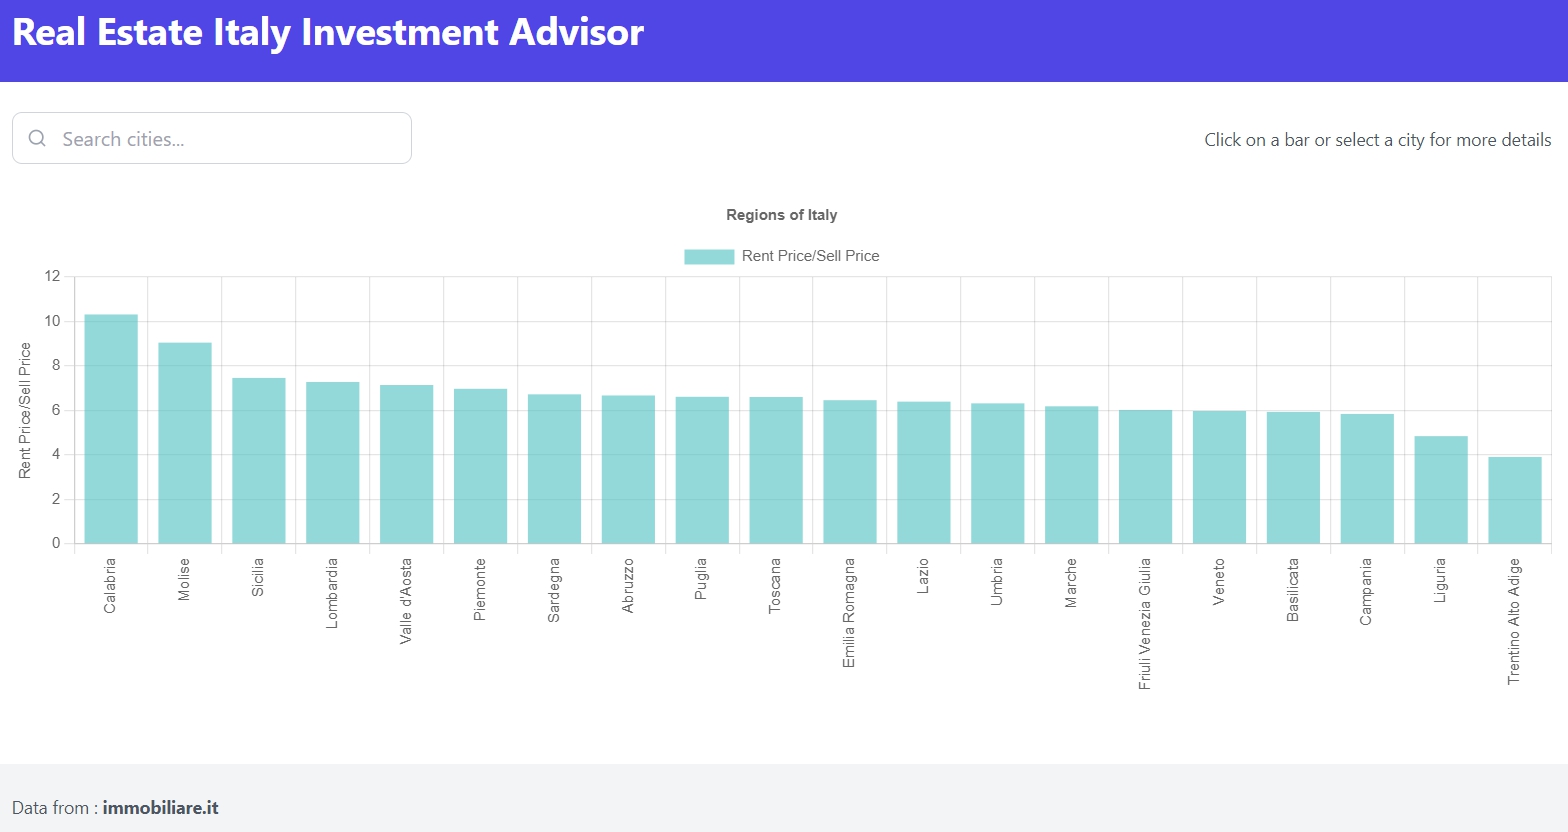 Real Estate Italy Investment Advisor
Search cities...
Click on a bar or select a city for more details
Regions of Italy
Rent Price/Sell Price
Rent Price/Sell Price
12
10
8
6
4
2
0
Calabria
Molise
Sicilia
Lombardia
Valle d'Aosta
Piemonte
Sardegna
Abruzzo
Puglia
Toscana
Emilia Romagna
Lazio
Umbria
Marche
Friuli Venezia Giulia
Veneto
Basilicata
Campania
Liguria
Trentino Alto Adige
Data from : immobiliare.it